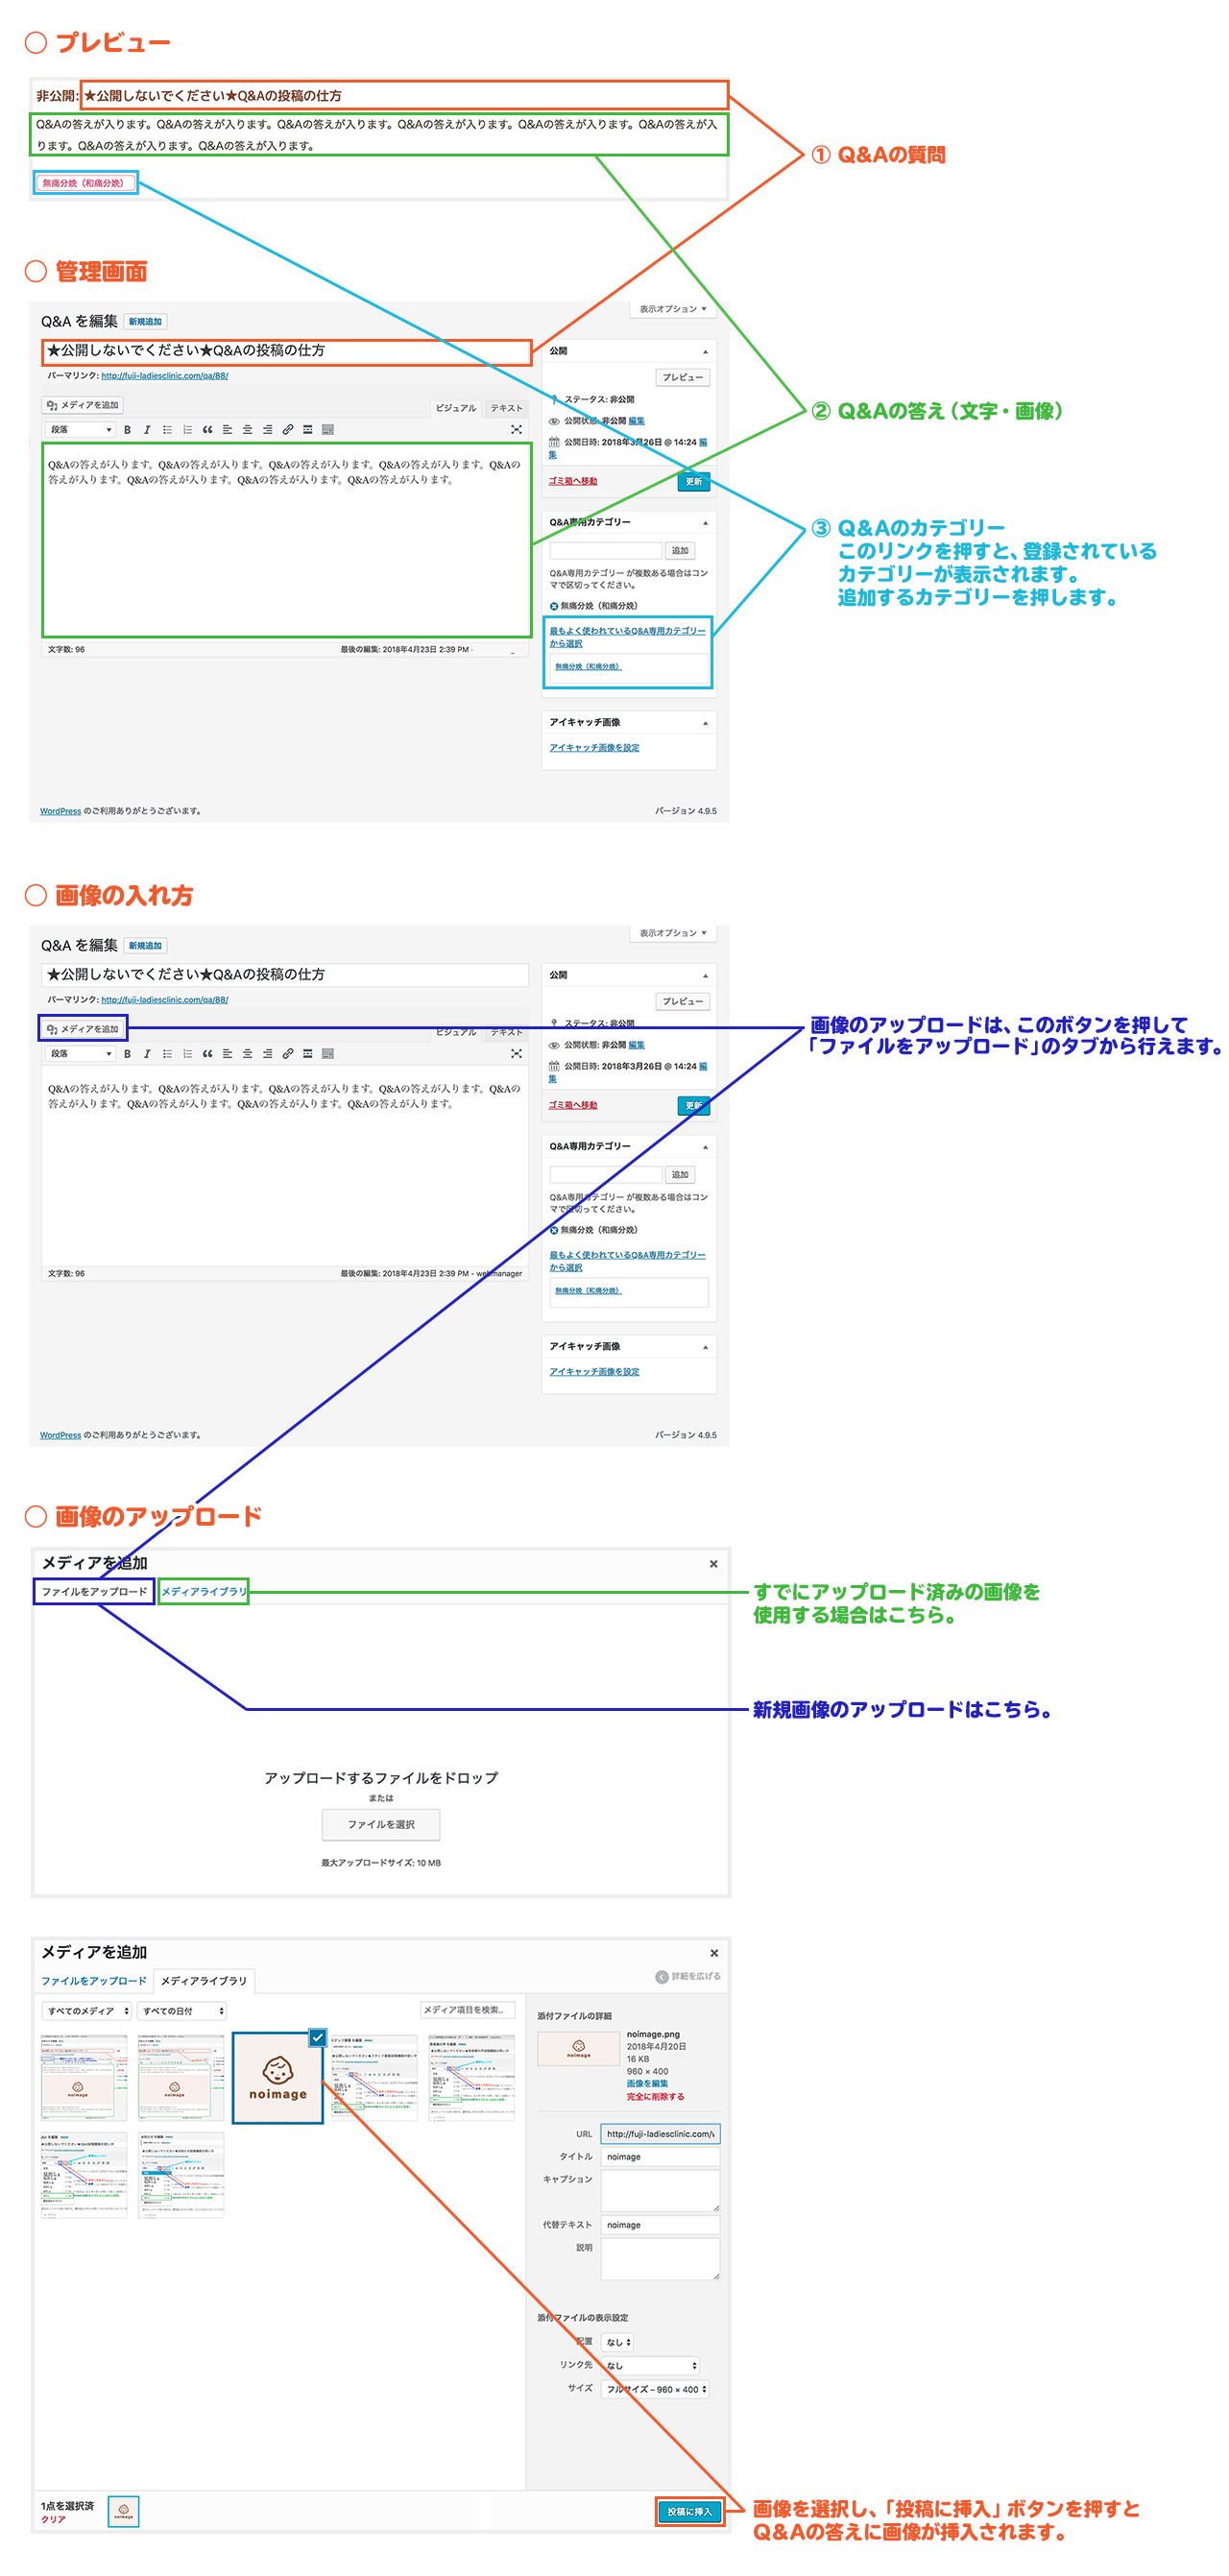 ○ プレビュー
非公開: ★公開しないでください★Q&Aの投稿の仕方
Q&Aの答えが入ります。Q&Aの答えが入ります。Q&Aの答えが入ります。Q&Aの答えが入ります。Q&Aの答えが入ります。Q&Aの答えが入
ります。Q&Aの答えが入ります。Q&Aの答えが入ります。
① Q&Aの質問
無痛分娩（和痛分娩）
○ 管理画面
表示オプション ▼
Q&A を編集 新規追加
★公開しないでください★Q&Aの投稿の仕方
パーマリンク: http://fuji-ladiesclinic.com/qa/88/
メディアを追加
ビジュアル テキスト
段落
Q&Aの答えが入ります。Q&Aの答えが入ります。Q&Aの答えが入ります。Q&Aの答えが入ります。Q&Aの
答えが入ります。Q&Aの答えが入ります。Q&Aの答えが入ります。Q&Aの答えが入ります。
文字数: 96
最後の編集: 2018年4月23日 2:39 PM -
公開
プレビュー
ステータス: 非公開
公開状態: 非公開 編集
公開日時: 2018年3月26日 @ 14:24 編
集
ゴミ箱へ移動
更新
② Q&Aの答え（文字・画像）
Q&A専用カテゴリー
追加
Q&A専用カテゴリー が複数ある場合はコン
マで区切ってください。
無痛分娩（和痛分娩）
最もよく使われているQ&A専用カテゴリー
から選択
無痛分娩（和痛分娩）
③ Q&Aのカテゴリー
このリンクを押すと、登録されている
カテゴリーが表示されます。
追加するカテゴリーを押します。
アイキャッチ画像
アイキャッチ画像を設定
WordPress のご利用ありがとうございます。
バージョン 4.9.5
○ 画像の入れ方
表示オプション ▼
Q&A を編集 新規追加
★公開しないでください★Q&Aの投稿の仕方
パーマリンク: http://fuji-ladiesclinic.com/qa/88/
メディアを追加
ビジュアル テキスト
段落
Q&Aの答えが入ります。Q&Aの答えが入ります。Q&Aの答えが入ります。Q&Aの答えが入ります。Q&Aの
答えが入ります。Q&Aの答えが入ります。Q&Aの答えが入ります。Q&Aの答えが入ります。
文字数: 96
最後の編集: 2018年4月23日 2:39 PM - webmanager
公開
プレビュー
ステータス: 非公開
公開状態: 非公開 編集
公開日時: 2018年3月26日 @ 14:24 編
集
ゴミ箱へ移動
更新
画像のアップロードは、このボタンを押して
「ファイルをアップロード」のタブから行えます。
Q&A専用カテゴリー
追加
Q&A専用カテゴリー が複数ある場合はコン
マで区切ってください。
無痛分娩（和痛分娩）
最もよく使われているQ&A専用カテゴリー
から選択
無痛分娩（和痛分娩）
アイキャッチ画像
アイキャッチ画像を設定
WordPress のご利用ありがとうございます。
バージョン 4.9.5
○ 画像のアップロード
メディアを追加
ファイルをアップロード メディアライブラリ
すでにアップロード済みの画像を
使用する場合はこちら。
新規画像のアップロードはこちら。
アップロードするファイルをドロップ
または
ファイルを選択
最大アップロードサイズ: 10 MB
メディアを追加
ファイルをアップロード メディアライブラリ
詳細を広げる
すべてのメディア すべての日付
メディア項目を検索..
noimage
添付ファイルの詳細
noimage.png
2018年4月20日
16 KB
960 × 400
画像を編集
完全に削除する
URL http://fuji-ladiesclinic.com/
タイトル noimage
キャプション
代替テキスト noimage
説明
添付ファイルの表示設定
配置 なし
リンク先 なし
サイズ フルサイズ – 960 × 400
1点を選択済
クリア
投稿に挿入
画像を選択し、「投稿に挿入」ボタンを押すと
Q&Aの答えに画像が挿入されます。